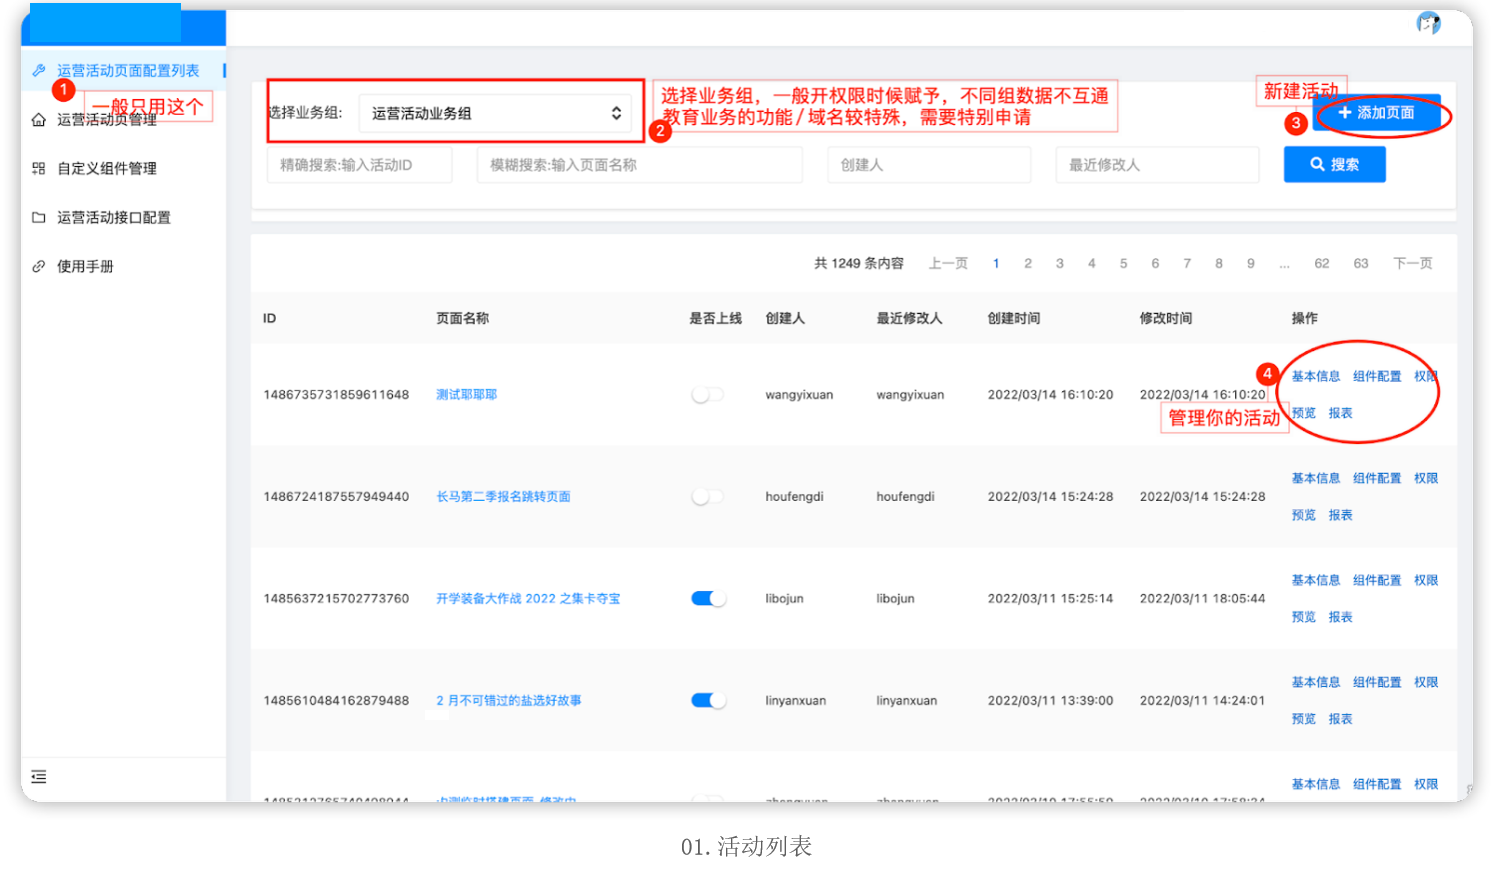 运营活动页面配置列表
1
一般只用这个
运营活动页管理
自定义组件管理
运营活动接口配置
使用手册
选择业务组:
运营活动业务组
2
选择业务组，一般开权限时候赋予，不同组数据不互通
教育业务的功能/域名较特殊，需要特别申请
新建活动
3
+ 添加页面
精确搜索:输入活动ID
模糊搜索:输入页面名称
创建人
最近修改人
搜索
共 1249 条内容 上一页 1 2 3 4 5 6 7 8 9 ... 62 63 下一页
ID 页面名称 是否上线 创建人 最近修改人 创建时间 修改时间 操作
1486735731859611648 测试耶耶耶 wangyixuan wangyixuan 2022/03/14 16:10:20 2022/03/14 16:10:20
4
管理你的活动
基本信息 组件配置 权限
预览 报表
1486724187557949440 长马第二季报名跳转页面 houfengdi houfengdi 2022/03/14 15:24:28 2022/03/14 15:24:28
基本信息 组件配置 权限
预览 报表
1485637215702773760 开学装备大作战 2022 之集卡夺宝 libojun libojun 2022/03/11 15:25:14 2022/03/11 18:05:44
基本信息 组件配置 权限
预览 报表
1485610484162879488 2 月不可错过的盐选好故事 linyanxuan linyanxuan 2022/03/11 13:39:00 2022/03/11 14:24:01
基本信息 组件配置 权限
预览 报表
基本信息 组件配置 权限
01. 活动列表